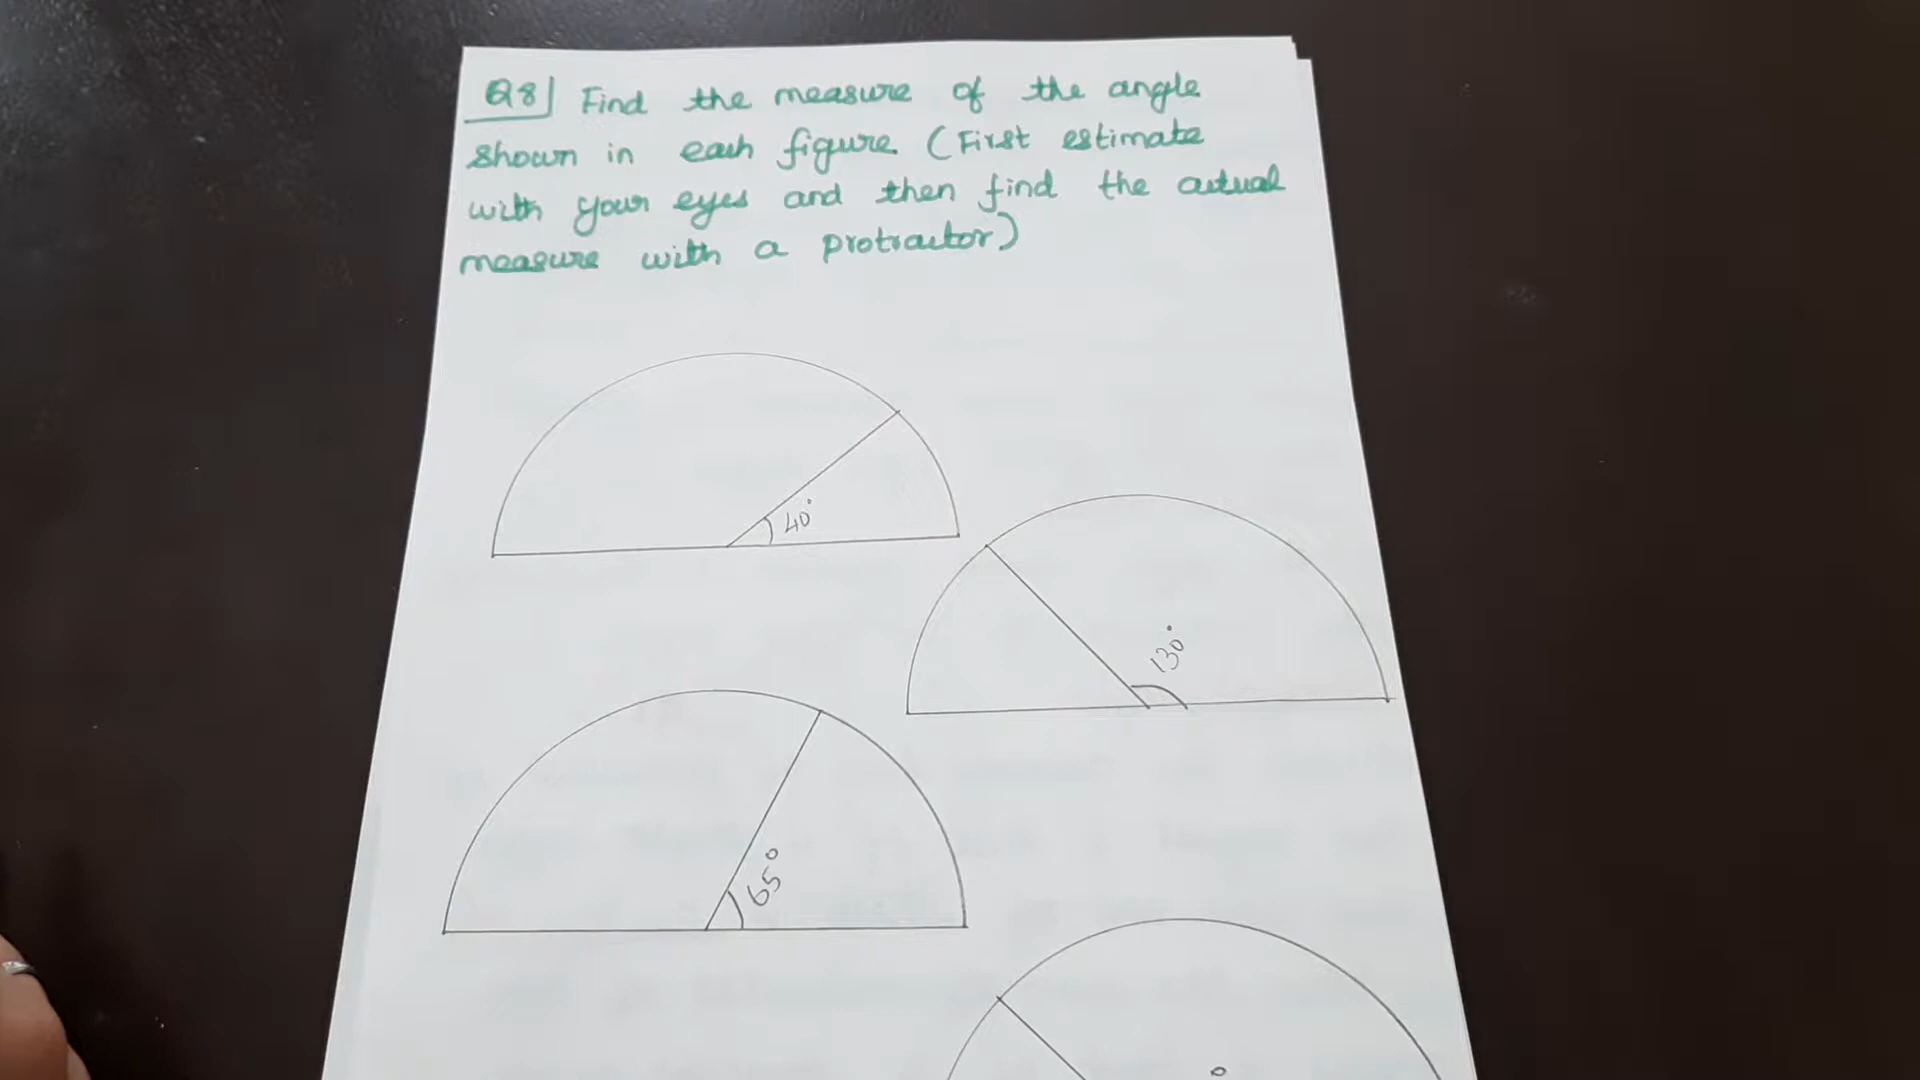 Q8 Find the measure of the angle
shown in each figure (First estimate
with your eyes and then find the actual
measure with a protractor)
40°
130°
65°